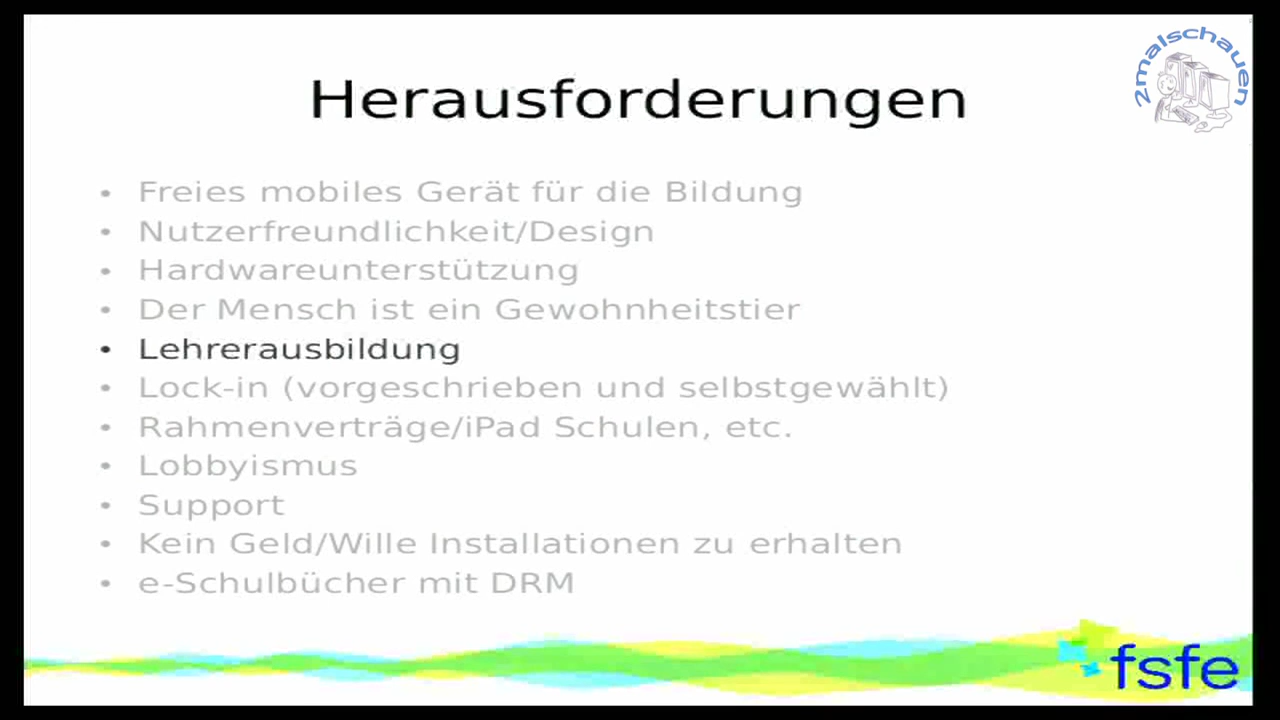 2malschauen
Herausforderungen
• Freies mobiles Gerät für die Bildung
• Nutzerfreundlichkeit/Design
• Hardwareunterstützung
• Der Mensch ist ein Gewohnheitstier
• Lehrerausbildung
• Lock-in (vorgeschrieben und selbstgewählt)
• Rahmenverträge/iPad Schulen, etc.
• Lobbyismus
• Support
• Kein Geld/Wille Installationen zu erhalten
• e-Schulbücher mit DRM
fsfe